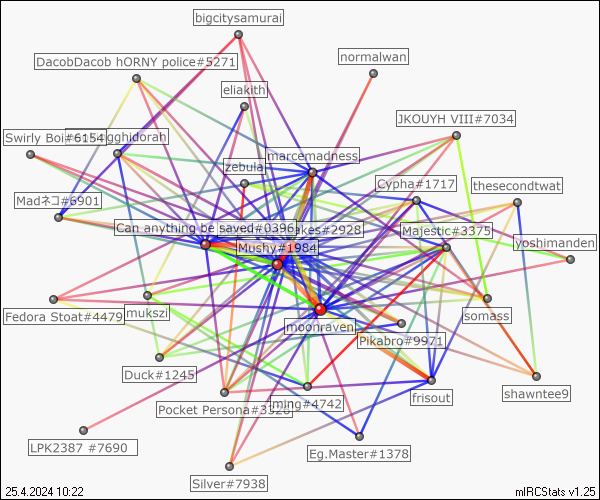 bigcitysamurai
normalwan
DacobDacob hORNY police#5271
eliakith
JKOUYH VIII#7034
Swirly Boi#6154
gghidorah
marcemadness
zebula
Cypha#1717
thesecondtwat
Madネコ#6901
Can anything be saved#0396
akes#2928
Majestic#3375
Mushy#1984
yoshimanden
Fedora Stoat#4479
mukszi
moonraven
somass
Pikabro#9971
Duck#1245
Pocket Persona#3326
ming#4742
frisout
shawntee9
LPK2387 #7690
Eg.Master#1378
Silver#7938
25.4.2024 10:22
mIRCStats v1.25